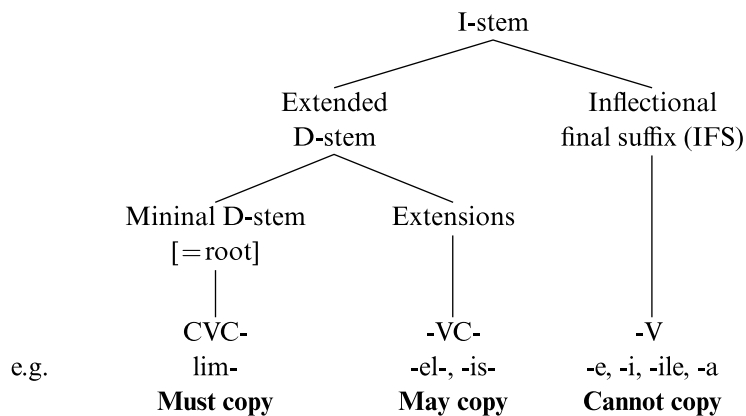 I-stem
Extended Inflectional
D-stem final suffix (IFS)
Mininal D-stem Extensions
[=root]
CVC- -VC- -V
e.g. lim- -el-, -is- -e, -i, -ile, -a
Must copy May copy Cannot copy